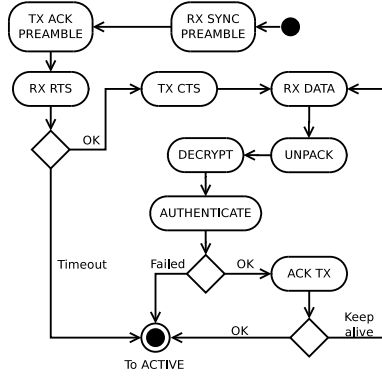 TX ACK
PREAMBLE
RX SYNC
PREAMBLE
RX RTS
TX CTS
RX DATA
OK
DECRYPT
UNPACK
AUTHENTICATE
Timeout
Failed
OK
ACK TX
Keep
alive
OK
To ACTIVE